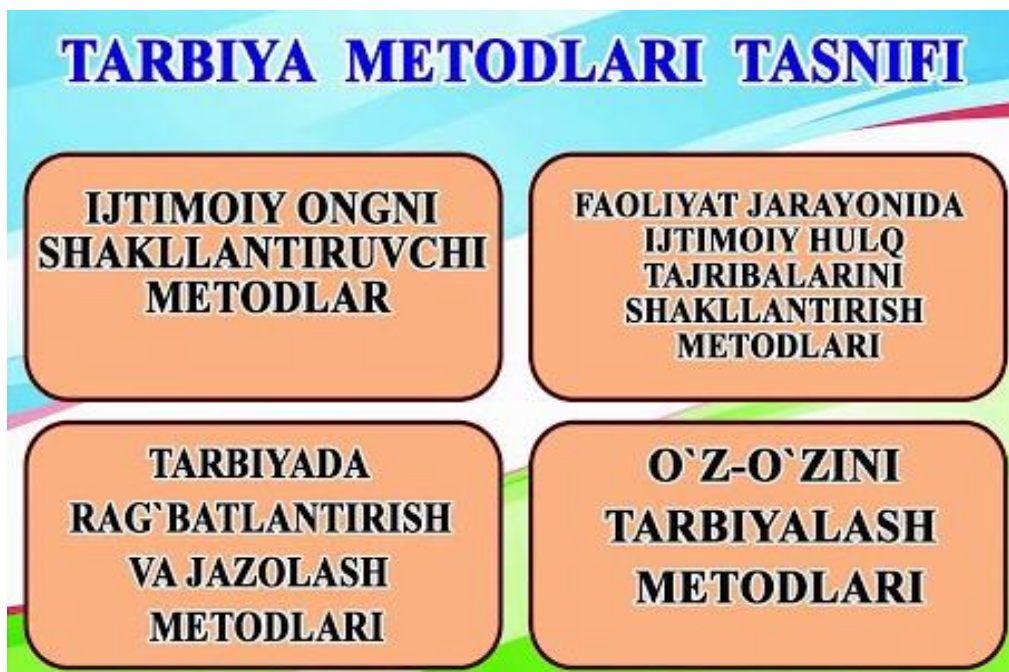 TARBIYA METODLARI TASNIFI
IJTIMOIY ONGNI
SHAKLLANTIRUVCHI
METODLAR
FAOLIYAT JARAYONIDA
IJTIMOIY HULQ
TAJRIBALARINI
SHAKLLANTIRISH
METODLARI
TARBIYADA
RAG`BATLANTIRISH
VA JAZOLASH
METODLARI
O`Z-O`ZINI
TARBIYALASH
METODLARI